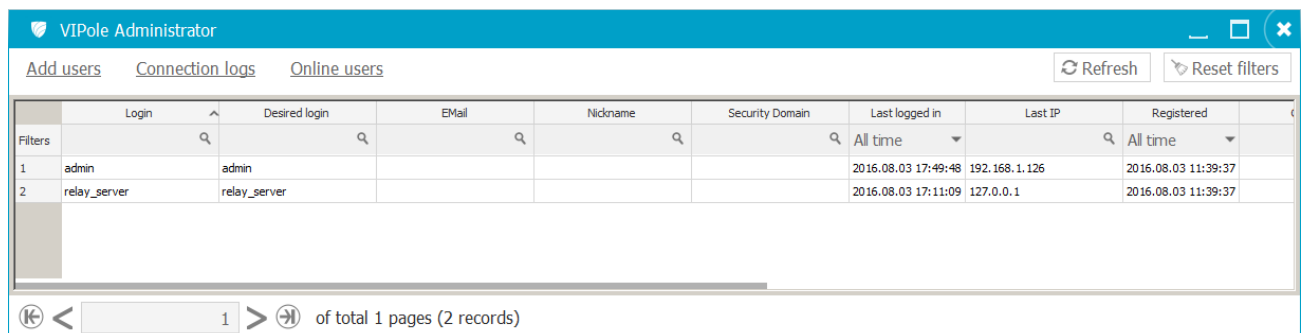 VIPole Administrator
Add users Connection logs Online users Refresh Reset filters
Login Desired login EMail Nickname Security Domain Last logged in Last IP Registered
Filters All time All time
1 admin admin 2016.08.03 17:49:48 192.168.1.126 2016.08.03 11:39:37
2 relay_server relay_server 2016.08.03 17:11:09 127.0.0.1 2016.08.03 11:39:37
1 of total 1 pages (2 records)